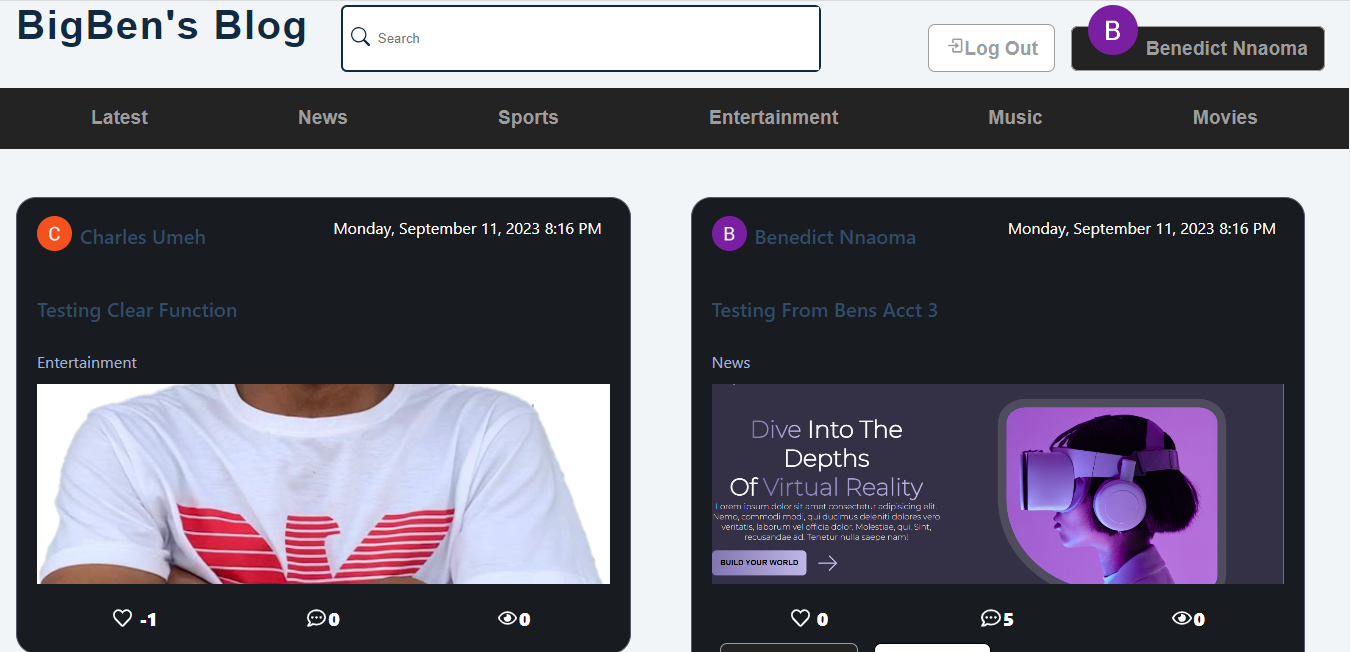 BigBen's Blog
Search
Log Out
B
Benedict Nnaoma
Latest
News
Sports
Entertainment
Music
Movies
C
Charles Umeh
Monday, September 11, 2023 8:16 PM
Testing Clear Function
Entertainment
-1
0
0
B
Benedict Nnaoma
Monday, September 11, 2023 8:16 PM
Testing From Bens Acct 3
News
Dive Into The
Depths
Of Virtual Reality
Lorem ipsum dolor sit amet consectetur adipisicing elit.
Nemo, commodi modi, qui ducimus deleniti dolores vero
veritatis, laborum vel officia dolor. Molestiae, qui. Sint,
recusandae ad. Tenetur nulla saepe nam!
BUILD YOUR WORLD
0
5
0